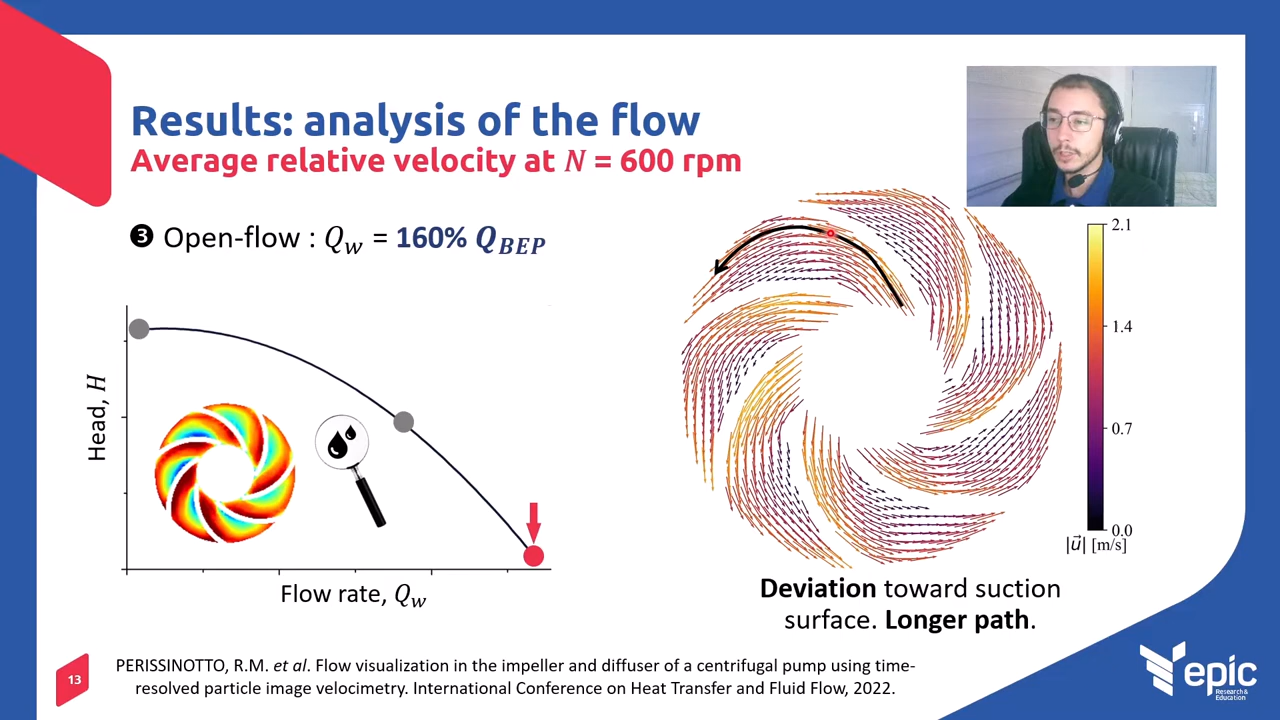 Results: analysis of the flow
Average relative velocity at N = 600 rpm
❸ Open-flow : Q_w = 160% Q_BEP
Head, H
Flow rate, Q_w
2.1
1.4
0.7
0.0
|u⃗| [m/s]
Deviation toward suction
surface. Longer path.
13
PERISSINOTTO, R.M. et al. Flow visualization in the impeller and diffuser of a centrifugal pump using time-
resolved particle image velocimetry. International Conference on Heat Transfer and Fluid Flow, 2022.
epic
Research &
Education